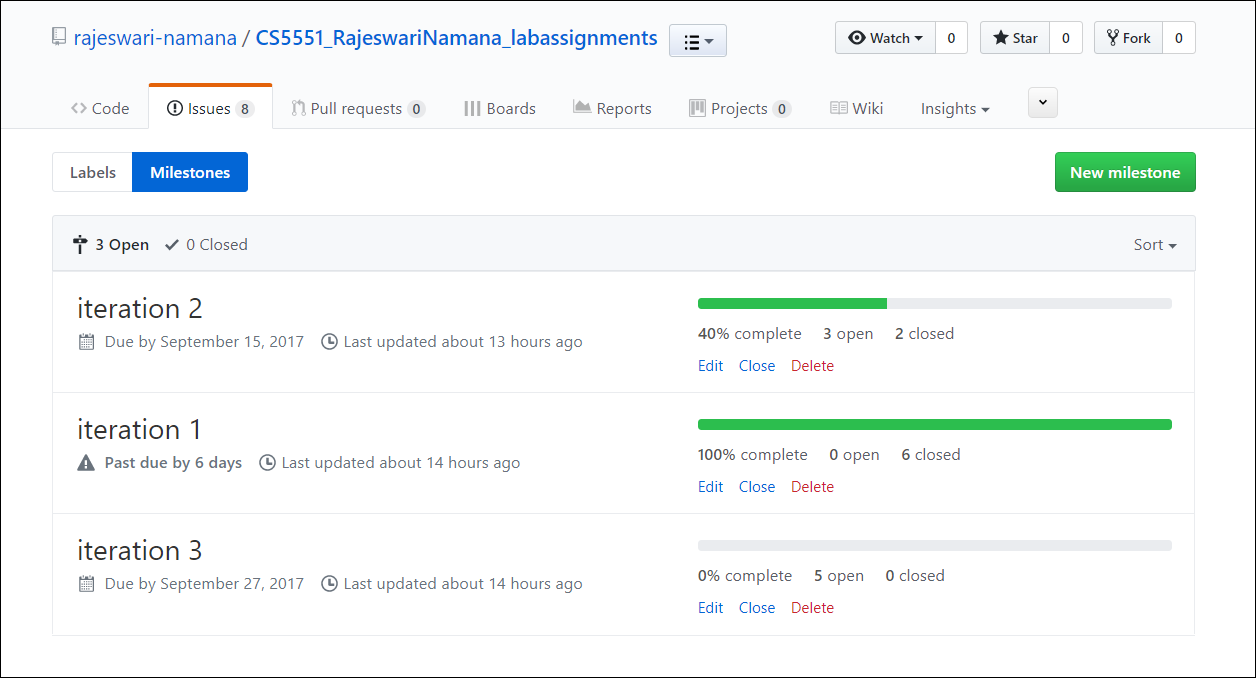 rajeswari-namana / CS5551_RajeswariNamana_labassignments
Watch 0 Star 0 Fork 0
Code Issues 8 Pull requests 0 Boards Reports Projects 0 Wiki Insights
Labels Milestones New milestone
3 Open 0 Closed Sort
iteration 2
Due by September 15, 2017 Last updated about 13 hours ago
40% complete 3 open 2 closed
Edit Close Delete
iteration 1
Past due by 6 days Last updated about 14 hours ago
100% complete 0 open 6 closed
Edit Close Delete
iteration 3
Due by September 27, 2017 Last updated about 14 hours ago
0% complete 5 open 0 closed
Edit Close Delete